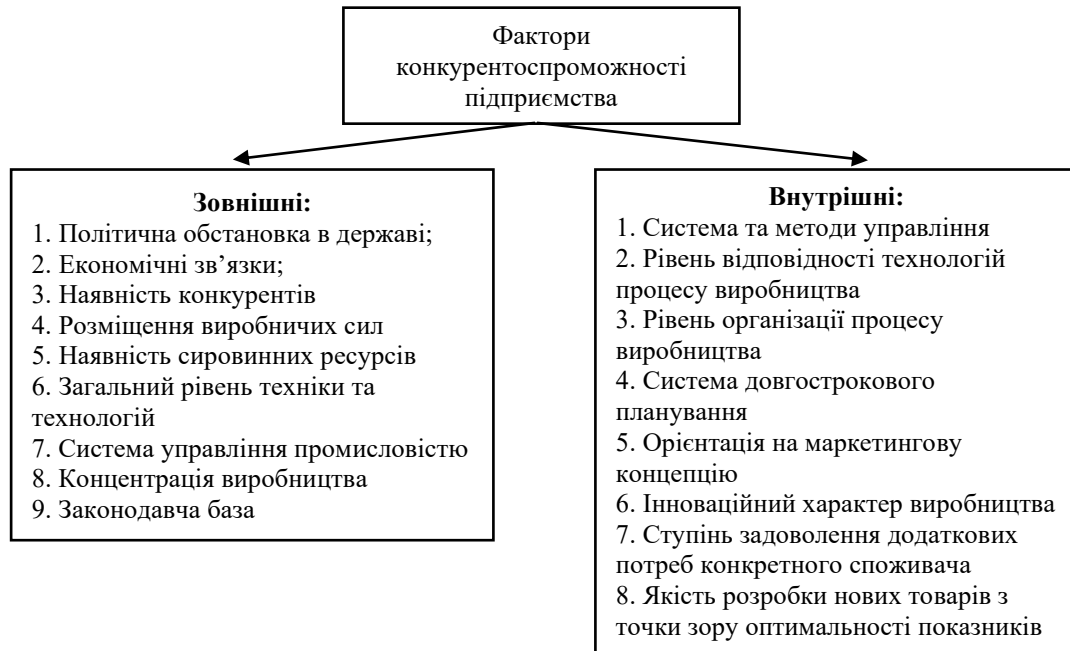 Фактори
конкурентоспроможності
підприємства
Зовнішні:
1. Політична обстановка в державі;
2. Економічні зв’язки;
3. Наявність конкурентів
4. Розміщення виробничих сил
5. Наявність сировинних ресурсів
6. Загальний рівень техніки та
технологій
7. Система управління промисловістю
8. Концентрація виробництва
9. Законодавча база
Внутрішні:
1. Система та методи управління
2. Рівень відповідності технологій
процесу виробництва
3. Рівень організації процесу
виробництва
4. Система довгострокового
планування
5. Орієнтація на маркетингову
концепцію
6. Інноваційний характер виробництва
7. Ступінь задоволення додаткових
потреб конкретного споживача
8. Якість розробки нових товарів з
точки зору оптимальності показників